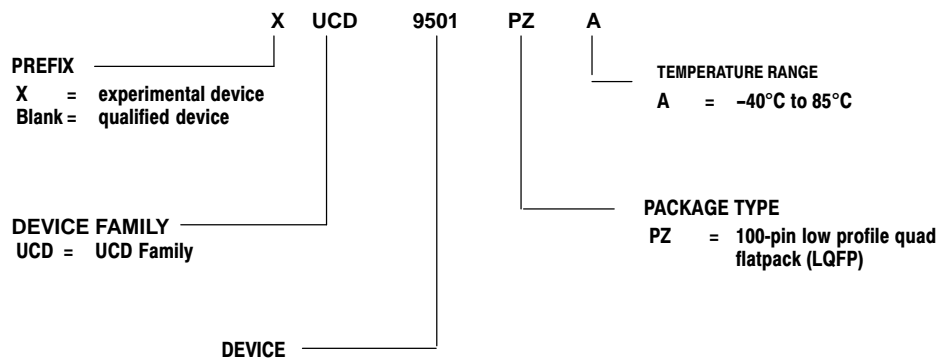 X UCD 9501 PZ A
PREFIX
X = experimental device
Blank = qualified device
TEMPERATURE RANGE
A = −40°C to 85°C
DEVICE FAMILY
UCD = UCD Family
PACKAGE TYPE
PZ = 100-pin low profile quad
flatpack (LQFP)
DEVICE